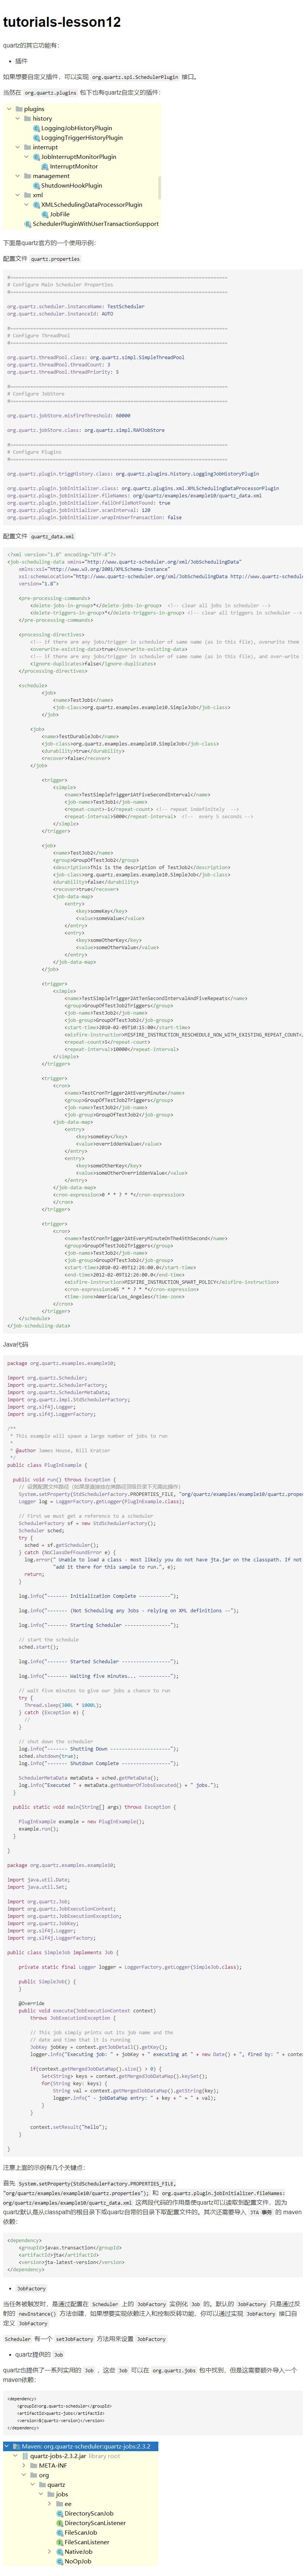 tutorials-lesson12
quartz的其它功能有：
插件
如果想要自定义插件，可以实现 org.quartz.spi.SchedulerPlugin 接口。
当然在 org.quartz.plugins 包下也有quartz自定义的插件：
plugins
history
LoggingJobHistoryPlugin
LoggingTriggerHistoryPlugin
interrupt
JobInterruptMonitorPlugin
InterruptMonitor
management
ShutdownHookPlugin
xml
XMLSchedulingDataProcessorPlugin
JobFile
SchedulerPluginWithUserTransactionSupport
下面是quartz官方的一个使用示例：
配置文件 quartz.properties
#============================================================================
# Configure Main Scheduler Properties
#============================================================================
org.quartz.scheduler.instanceName: TestScheduler
org.quartz.scheduler.instanceId: AUTO
#============================================================================
# Configure ThreadPool
#============================================================================
org.quartz.threadPool.class: org.quartz.simpl.SimpleThreadPool
org.quartz.threadPool.threadCount: 3
org.quartz.threadPool.threadPriority: 5
#============================================================================
# Configure JobStore
#============================================================================
org.quartz.jobStore.misfireThreshold: 60000
org.quartz.jobStore.class: org.quartz.simpl.RAMJobStore
#============================================================================
# Configure Plugins
#============================================================================
org.quartz.plugin.triggHistory.class: org.quartz.plugins.history.LoggingJobHistoryPlugin
org.quartz.plugin.jobInitializer.class: org.quartz.plugins.xml.XMLSchedulingDataProcessorPlugin
org.quartz.plugin.jobInitializer.fileNames: org/quartz/examples/example10/quartz_data.xml
org.quartz.plugin.jobInitializer.failOnFileNotFound: true
org.quartz.plugin.jobInitializer.scanInterval: 120
org.quartz.plugin.jobInitializer.wrapInUserTransaction: false
配置文件 quartz_data.xml
<?xml version="1.0" encoding="UTF-8"?>
<job-scheduling-data xmlns="http://www.quartz-scheduler.org/xml/JobSchedulingData"
xmlns:xsi="http://www.w3.org/2001/XMLSchema-instance"
xsi:schemaLocation="http://www.quartz-scheduler.org/xml/JobSchedulingData http://www.quartz-schedule
version="1.8">
<pre-processing-commands>
<delete-jobs-in-group>*</delete-jobs-in-group> <!-- clear all jobs in scheduler -->
<delete-triggers-in-group>*</delete-triggers-in-group> <!-- clear all triggers in scheduler -->
</pre-processing-commands>
<processing-directives>
<!-- if there are any jobs/trigger in scheduler of same name (as in this file), overwrite them -->
<overwrite-existing-data>true</overwrite-existing-data>
<!-- if there are any jobs/trigger in scheduler of same name (as in this file), and over-write
<ignore-duplicates>false</ignore-duplicates>
</processing-directives>
<schedule>
<job>
<name>TestJob1</name>
<job-class>org.quartz.examples.example10.SimpleJob</job-class>
</job>
<job>
<name>TestDurableJob</name>
<job-class>org.quartz.examples.example10.SimpleJob</job-class>
<durability>true</durability>
<recover>false</recover>
</job>
<trigger>
<simple>
<name>TestSimpleTrigger1AtFiveSecondInterval</name>
<job-name>TestJob1</job-name>
<repeat-count>-1</repeat-count> <!-- repeat indefinitely -->
<repeat-interval>5000</repeat-interval> <!-- every 5 seconds -->
</simple>
</trigger>
<job>
<name>TestJob2</name>
<group>GroupOfTestJob2</group>
<description>This is the description of TestJob2</description>
<job-class>org.quartz.examples.example10.SimpleJob</job-class>
<durability>false</durability>
<recover>true</recover>
<job-data-map>
<entry>
<key>someKey</key>
<value>someValue</value>
</entry>
<entry>
<key>someOtherKey</key>
<value>someOtherValue</value>
</entry>
</job-data-map>
</job>
<trigger>
<simple>
<name>TestSimpleTrigger2AtTenSecondIntervalAndFiveRepeats</name>
<group>GroupOfTestJob2Triggers</group>
<job-name>TestJob2</job-name>
<job-group>GroupOfTestJob2</job-group>
<start-time>2010-02-09T10:15:00</start-time>
<misfire-instruction>MISFIRE_INSTRUCTION_RESCHEDULE_NOW_WITH_EXISTING_REPEAT_COUNT<
<repeat-count>5</repeat-count>
<repeat-interval>10000</repeat-interval>
</simple>
</trigger>
<trigger>
<cron>
<name>TestCronTrigger2AtEveryMinute</name>
<group>GroupOfTestJob2Triggers</group>
<job-name>TestJob2</job-name>
<job-group>GroupOfTestJob2</job-group>
<job-data-map>
<entry>
<key>someKey</key>
<value>overriddenValue</value>
</entry>
<entry>
<key>someOtherKey</key>
<value>someOtherOverriddenValue</value>
</entry>
</job-data-map>
<cron-expression>0 * * ? * *</cron-expression>
</cron>
</trigger>
<trigger>
<cron>
<name>TestCronTrigger2AtEveryMinuteOnThe45thSecond</name>
<group>GroupOfTestJob2Triggers</group>
<job-name>TestJob2</job-name>
<job-group>GroupOfTestJob2</job-group>
<start-time>2010-02-09T12:26:00.0</start-time>
<end-time>2012-02-09T12:26:00.0</end-time>
<misfire-instruction>MISFIRE_INSTRUCTION_SMART_POLICY</misfire-instruction>
<cron-expression>45 * * ? * *</cron-expression>
<time-zone>America/Los_Angeles</time-zone>
</cron>
</trigger>
</schedule>
</job-scheduling-data>
Java代码
package org.quartz.examples.example10;
import org.quartz.Scheduler;
import org.quartz.SchedulerFactory;
import org.quartz.SchedulerMetaData;
import org.quartz.impl.StdSchedulerFactory;
import org.slf4j.Logger;
import org.slf4j.LoggerFactory;
/**
* This example will spawn a large number of jobs to run
*
* @author James House, Bill Kratzer
*/
public class PlugInExample {
public void run() throws Exception {
// 设置配置文件路径（如果是直接放在类路径顶级目录下无需此操作）
System.setProperty(StdSchedulerFactory.PROPERTIES_FILE, "org/quartz/examples/example10/quartz.prope
Logger log = LoggerFactory.getLogger(PlugInExample.class);
// First we must get a reference to a scheduler
SchedulerFactory sf = new StdSchedulerFactory();
Scheduler sched;
try {
sched = sf.getScheduler();
} catch (NoClassDefFoundError e) {
log.error(" Unable to load a class - most likely you do not have jta.jar on the classpath. If not
"add it there for this sample to run.", e);
return;
}
log.info("------- Initialization Complete -----------");
log.info("------- (Not Scheduling any Jobs - relying on XML definitions --");
log.info("------- Starting Scheduler ----------------");
// start the schedule
sched.start();
log.info("------- Started Scheduler -----------------");
log.info("------- Waiting five minutes... -----------");
// wait five minutes to give our jobs a chance to run
try {
Thread.sleep(300L * 1000L);
} catch (Exception e) {
//
}
// shut down the scheduler
log.info("------- Shutting Down ---------------------");
sched.shutdown(true);
log.info("------- Shutdown Complete -----------------");
SchedulerMetaData metaData = sched.getMetaData();
log.info("Executed " + metaData.getNumberOfJobsExecuted() + " jobs.");
}
public static void main(String[] args) throws Exception {
PlugInExample example = new PlugInExample();
example.run();
}
}
package org.quartz.examples.example10;
import java.util.Date;
import java.util.Set;
import org.quartz.Job;
import org.quartz.JobExecutionContext;
import org.quartz.JobExecutionException;
import org.quartz.JobKey;
import org.slf4j.Logger;
import org.slf4j.LoggerFactory;
public class SimpleJob implements Job {
private static final Logger logger = LoggerFactory.getLogger(SimpleJob.class);
public SimpleJob() {
}
@Override
public void execute(JobExecutionContext context)
throws JobExecutionException {
// This job simply prints out its job name and the
// date and time that it is running
JobKey jobKey = context.getJobDetail().getKey();
logger.info("Executing job: " + jobKey + " executing at " + new Date() + ", fired by: " + conte
if(context.getMergedJobDataMap().size() > 0) {
Set<String> keys = context.getMergedJobDataMap().keySet();
for(String key: keys) {
String val = context.getMergedJobDataMap().getString(key);
logger.info(" - jobDataMap entry: " + key + " = " + val);
}
}
context.setResult("hello");
}
}
注意上面的示例有几个关键点：
首先 System.setProperty(StdSchedulerFactory.PROPERTIES_FILE,
"org/quartz/examples/example10/quartz.properties"); 和 org.quartz.plugin.jobInitializer.fileNames:
org/quartz/examples/example10/quartz_data.xml 这两段代码的作用是使quartz可以读取到配置文件，因为
quartz默认是从classpath的根目录下或quartz自带的目录下取配置文件的。其次还需要导入 JTA 事务 的 maven
依赖：
<dependency>
<groupId>javax.transaction</groupId>
<artifactId>jta</artifactId>
<version>jta-latest-version</version>
</dependency>
JobFactory
当任务被触发时，是通过配置在 Scheduler 上的 JobFactory 实例化 Job 的。默认的 JobFactory 只是通过反
射的 newInstance() 方法创建。如果想要实现依赖注入和控制反转功能，你可以通过实现 JobFactory 接口自
定义 JobFactory
Scheduler 有一个 setJobFactory 方法用来设置 JobFactory
quartz提供的 Job
quartz也提供了一系列实用的 Job ，这些 Job 可以在 org.quartz.jobs 包中找到，但是这需要额外导入一个
maven依赖：
<dependency>
<groupId>org.quartz-scheduler</groupId>
<artifactId>quartz-jobs</artifactId>
<version>${quartz-version}</version>
</dependency>
Maven: org.quartz-scheduler:quartz-jobs:2.3.2
quartz-jobs-2.3.2.jar library root
META-INF
org
quartz
jobs
ee
DirectoryScanJob
DirectoryScanListener
FileScanJob
FileScanListener
NativeJob
NoOpJob